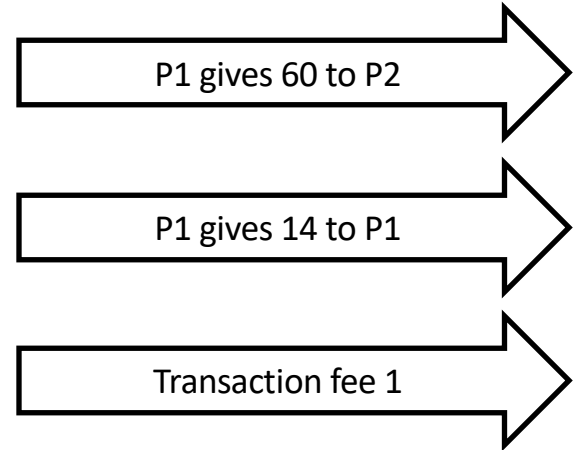 P1 gives 60 to P2
P1 gives 14 to P1
Transaction fee 1